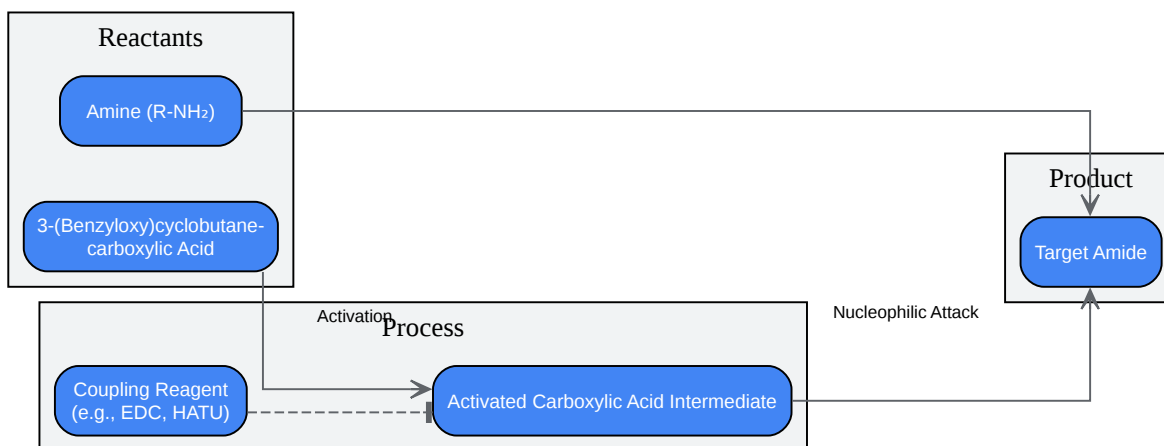 Reactants
Amine (R-NH₂)
3-(Benzyloxy)cyclobutane-
carboxylic Acid
Product
Target Amide
Activation
Process
Nucleophilic Attack
Coupling Reagent
(e.g., EDC, HATU)
Activated Carboxylic Acid Intermediate